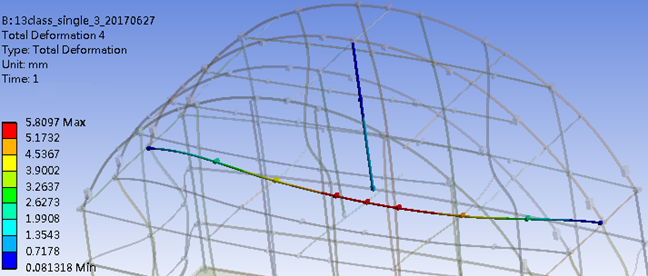 B: 13class_single_3_20170627
Total Deformation 4
Type: Total Deformation
Unit: mm
Time: 1
5.8097 Max
5.1732
4.5367
3.9002
3.2637
2.6273
1.9908
1.3543
0.7178
0.081318 Min